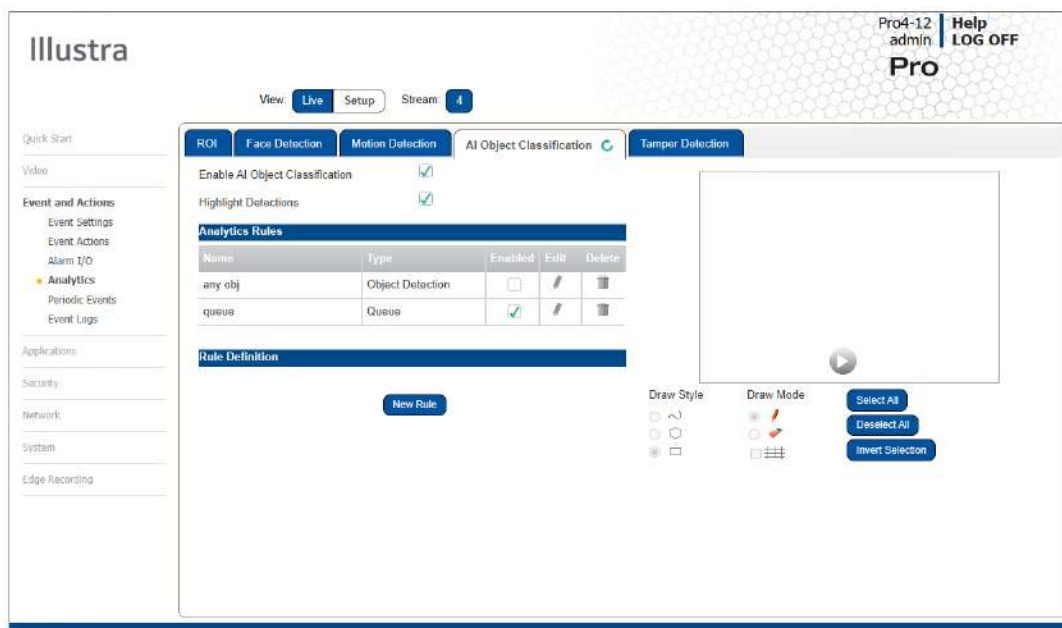 Illustra
Pro4-12 Help
admin LOG OFF
Pro
View: Live Setup Stream: 4
Quick Start
Video
Event and Actions
Event Settings
Event Actions
Alarm I/O
Analytics
Periodic Events
Event Logs
Applications
Security
Network
System
Edge Recording
ROI Face Detection Motion Detection AI Object Classification Tamper Detection
Enable AI Object Classification
Highlight Detections
Analytics Rules
Name Type Enabled Edit Delete
any obj Object Detection
queue Queue
Rule Definition
New Rule
Draw Style Draw Mode
Select All
Deselect All
Invert Selection